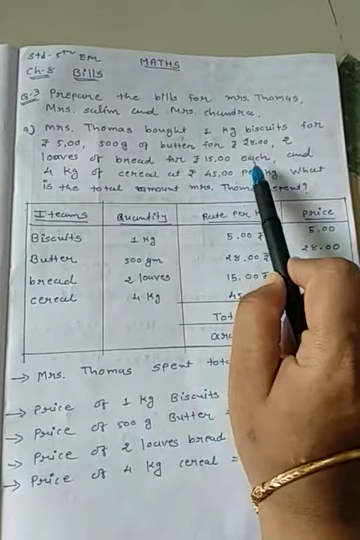 Std-5th EM
MATHS
Ch-8 Bills
Q.3 Prepare the bills for mrs. Thomas,
Mrs. Salim and Mrs. Chandra.
a) Mrs. Thomas bought 1 kg biscuits for
₹ 5.00, 500 g of butter for ₹ 28.00, 2
loaves of bread for ₹ 15.00 each, and
4 kg of cereal at ₹ 45.00 per kg. What
is the total amount mrs. Thomas spent?
Iteams Quantity Rate Per Price
Biscuits 1 kg 5.00 ₹ 5.00
Butter 500 gm 28.00 ₹ 28.00
bread 2 loaves 15.00 ₹
cereal 4 kg
→ Mrs. Thomas spent
→ Price of 1 kg Biscuits
→ Price of 500 g Butter =
→ Price of 2 loaves bread
→ Price of 4 kg cereal =